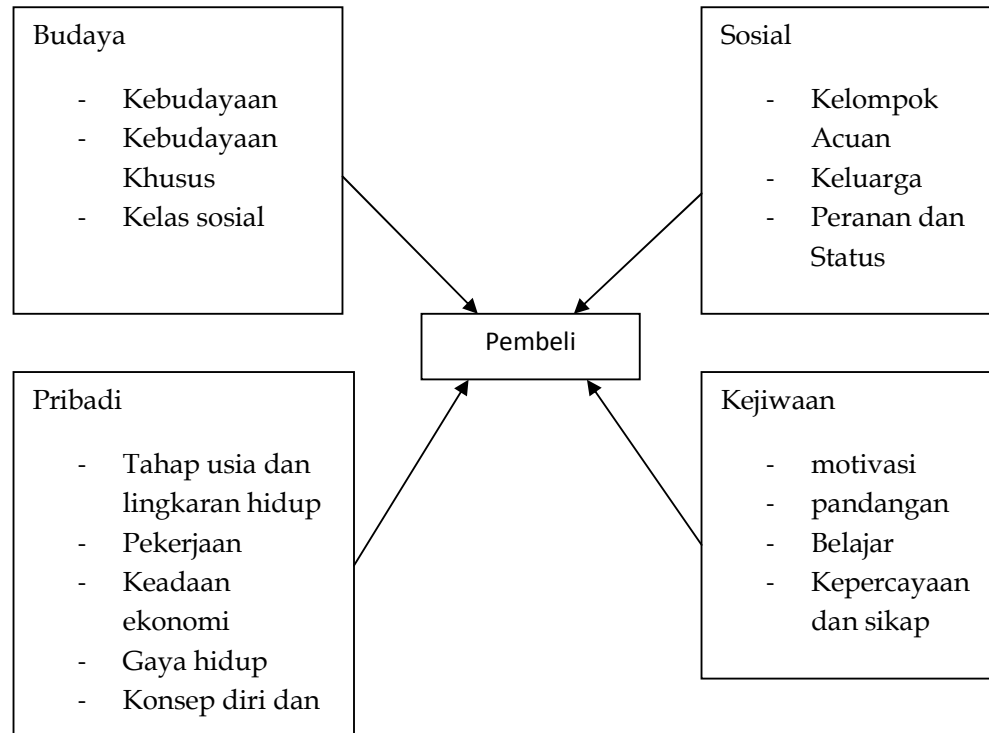 Budaya
- Kebudayaan
- Kebudayaan
Khusus
- Kelas sosial
Sosial
- Kelompok
Acuan
- Keluarga
- Peranan dan
Status
Pembeli
Pribadi
- Tahap usia dan
lingkaran hidup
- Pekerjaan
- Keadaan
ekonomi
- Gaya hidup
- Konsep diri dan
Kejiwaan
- motivasi
- pandangan
- Belajar
- Kepercayaan
dan sikap